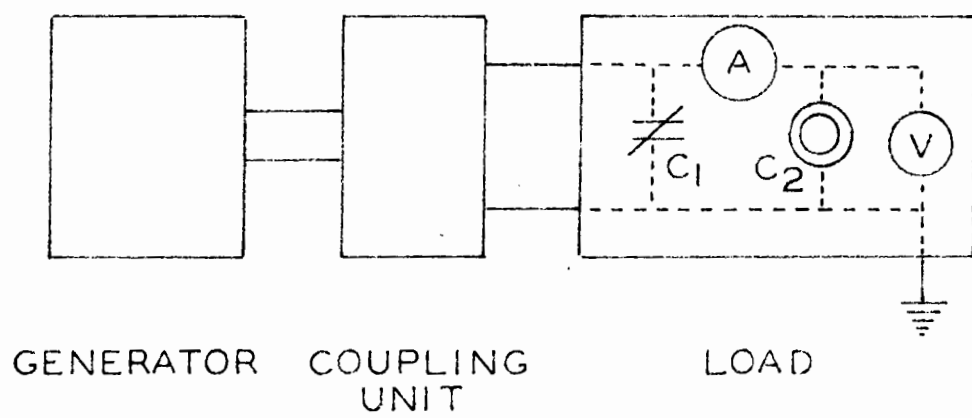 A
C1
C2
V
GENERATOR
COUPLING
UNIT
LOAD